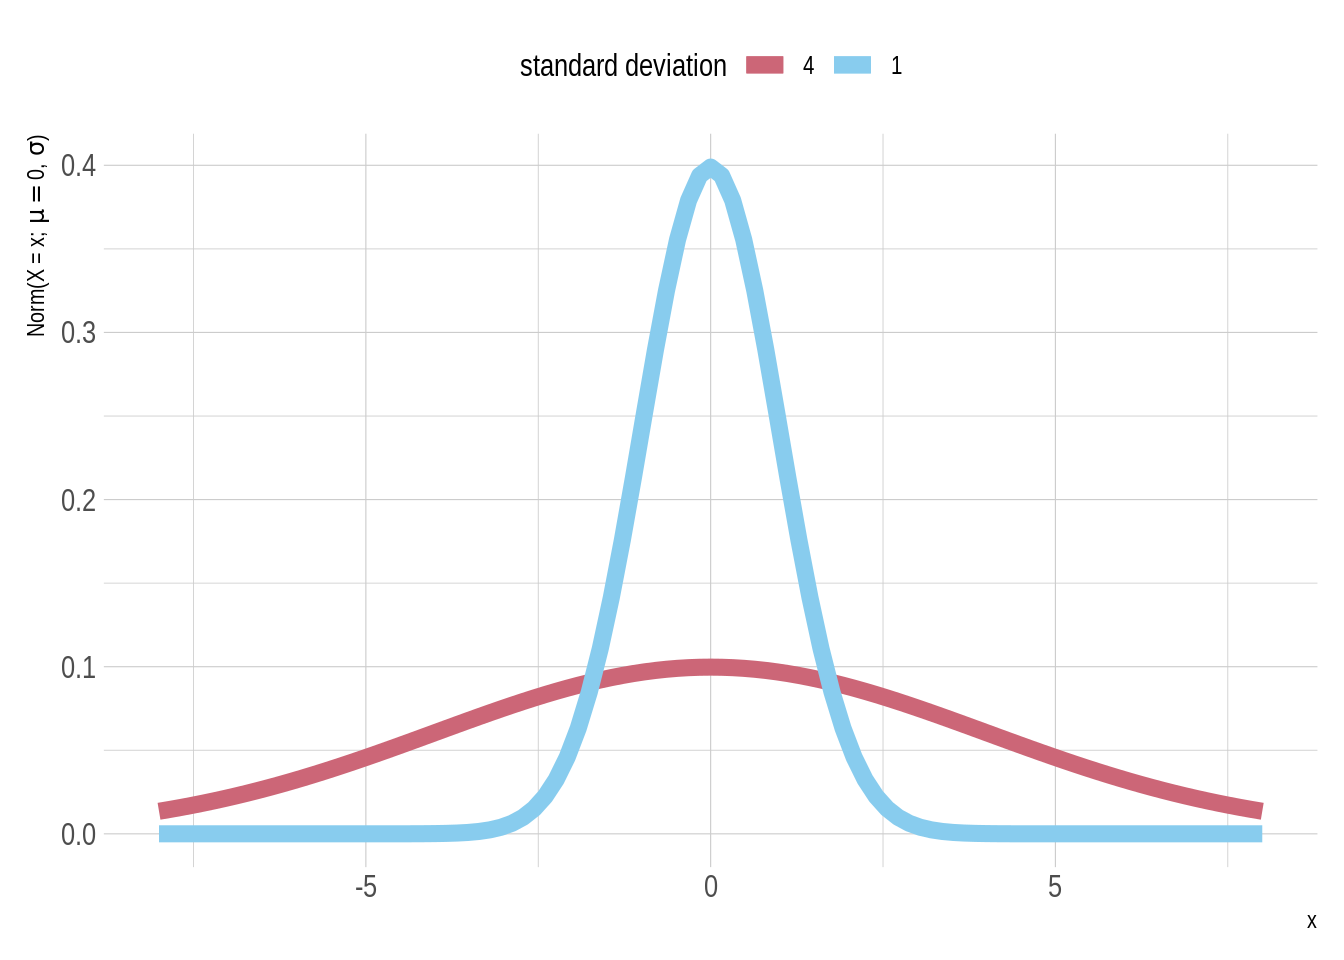 standard deviation 4 1
Norm(X = x; μ = 0, σ)
0.4
0.3
0.2
0.1
0.0
-5 0 5
x